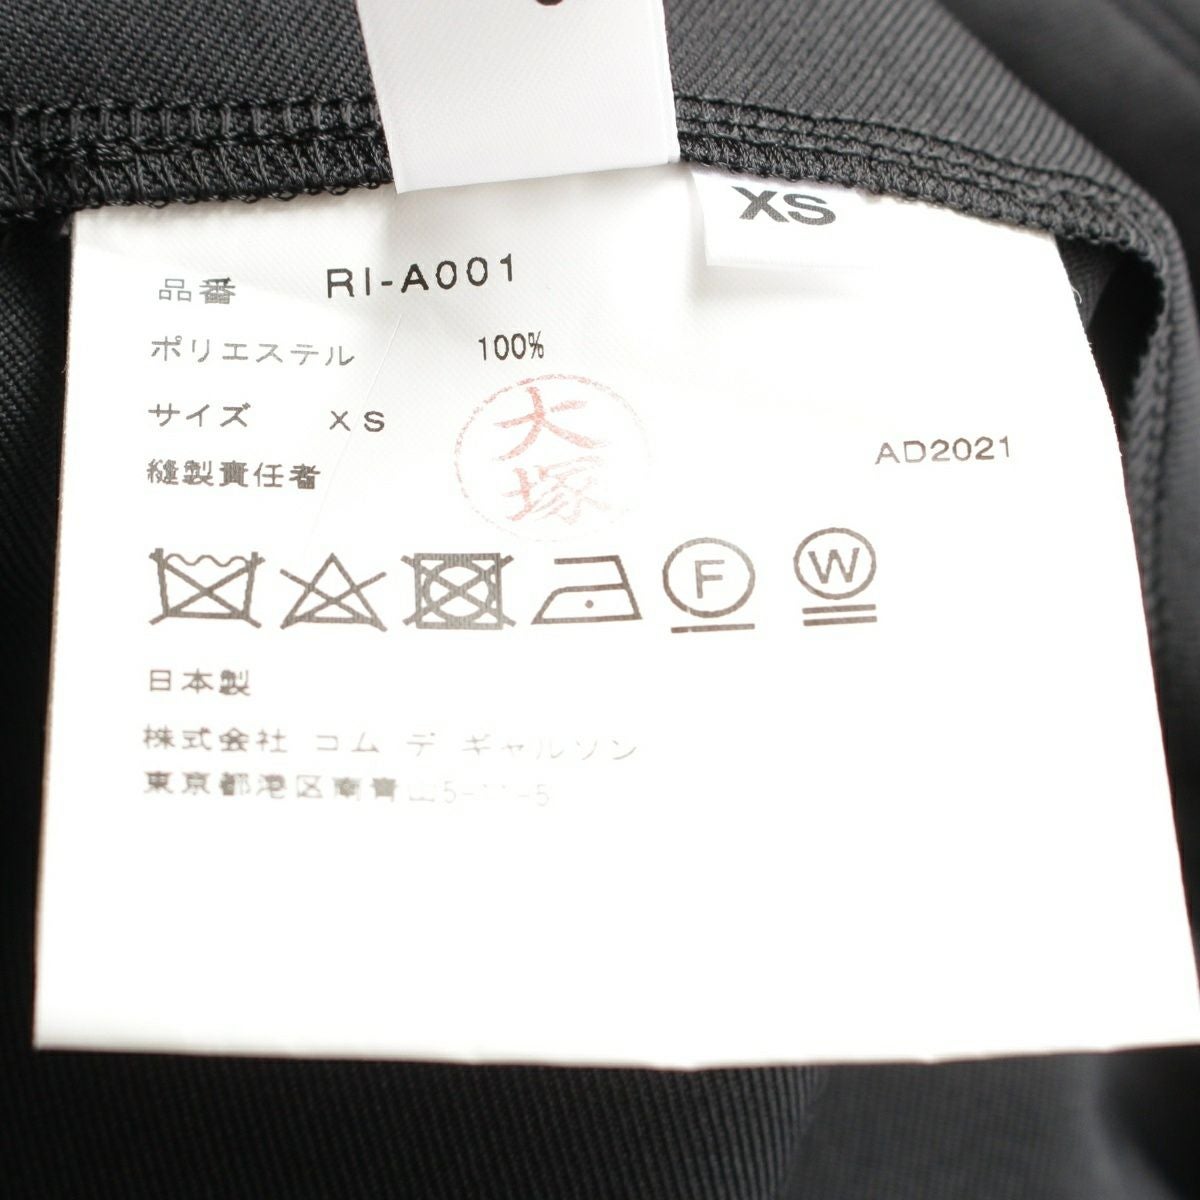 XS
品番 RI-A001
ポリエステル 100%
サイズ XS
縫製責任者 大塚
AD2021
F W
日本製
株式会社 コム デ ギャルソン
東京都港区南青山5-11-5